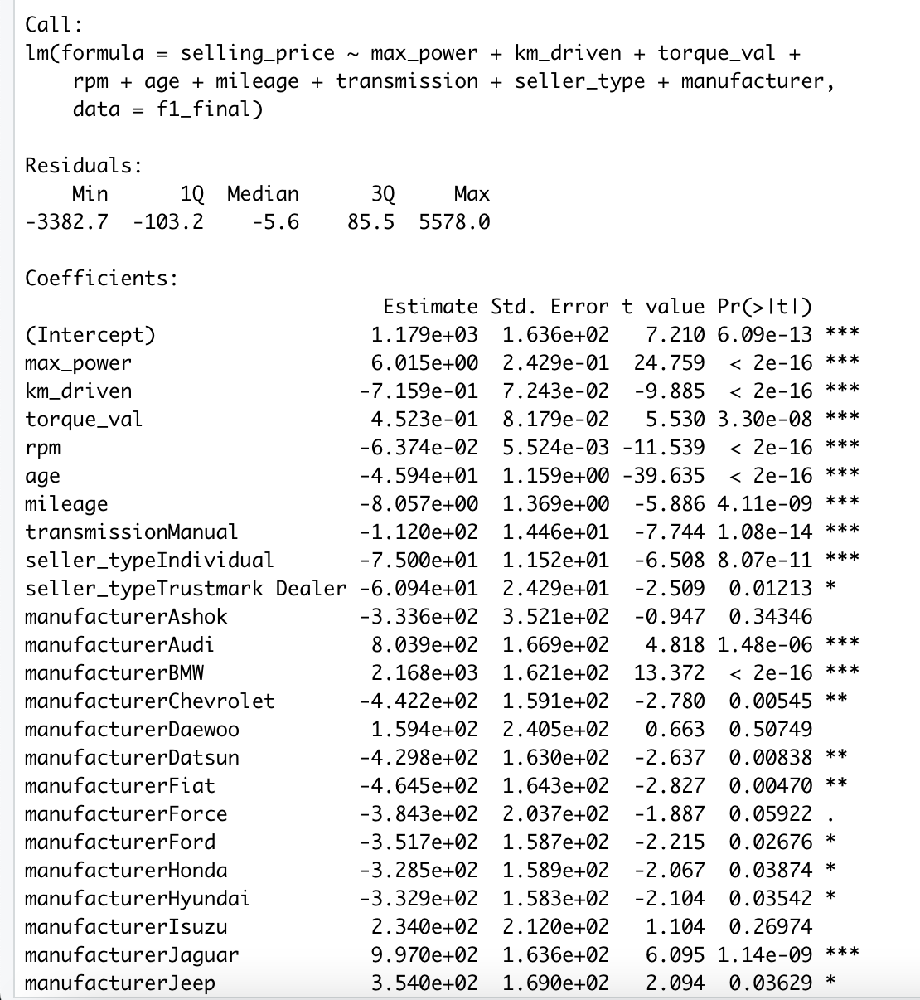 Call:
lm(formula = selling_price ~ max_power + km_driven + torque_val +
    rpm + age + mileage + transmission + seller_type + manufacturer,
    data = f1_final)

Residuals:
    Min      1Q  Median      3Q     Max
-3382.7  -103.2    -5.6    85.5  5578.0

Coefficients:
                              Estimate Std. Error t value Pr(>|t|)
(Intercept)                  1.179e+03  1.636e+02   7.210 6.09e-13 ***
max_power                    6.015e+00  2.429e-01  24.759  < 2e-16 ***
km_driven                   -7.159e-01  7.243e-02  -9.885  < 2e-16 ***
torque_val                   4.523e-01  8.179e-02   5.530 3.30e-08 ***
rpm                         -6.374e-02  5.524e-03 -11.539  < 2e-16 ***
age                         -4.594e+01  1.159e+00 -39.635  < 2e-16 ***
mileage                     -8.057e+00  1.369e+00  -5.886 4.11e-09 ***
transmissionManual          -1.120e+02  1.446e+01  -7.744 1.08e-14 ***
seller_typeIndividual       -7.500e+01  1.152e+01  -6.508 8.07e-11 ***
seller_typeTrustmark Dealer -6.094e+01  2.429e+01  -2.509  0.01213 *
manufacturerAshok           -3.336e+02  3.521e+02  -0.947  0.34346
manufacturerAudi             8.039e+02  1.669e+02   4.818 1.48e-06 ***
manufacturerBMW              2.168e+03  1.621e+02  13.372  < 2e-16 ***
manufacturerChevrolet       -4.422e+02  1.591e+02  -2.780  0.00545 **
manufacturerDaewoo           1.594e+02  2.405e+02   0.663  0.50749
manufacturerDatsun          -4.298e+02  1.630e+02  -2.637  0.00838 **
manufacturerFiat            -4.645e+02  1.643e+02  -2.827  0.00470 **
manufacturerForce           -3.843e+02  2.037e+02  -1.887  0.05922 .
manufacturerFord            -3.517e+02  1.587e+02  -2.215  0.02676 *
manufacturerHonda           -3.285e+02  1.589e+02  -2.067  0.03874 *
manufacturerHyundai         -3.329e+02  1.583e+02  -2.104  0.03542 *
manufacturerIsuzu            2.340e+02  2.120e+02   1.104  0.26974
manufacturerJaguar           9.970e+02  1.636e+02   6.095 1.14e-09 ***
manufacturerJeep             3.540e+02  1.690e+02   2.094  0.03629 *